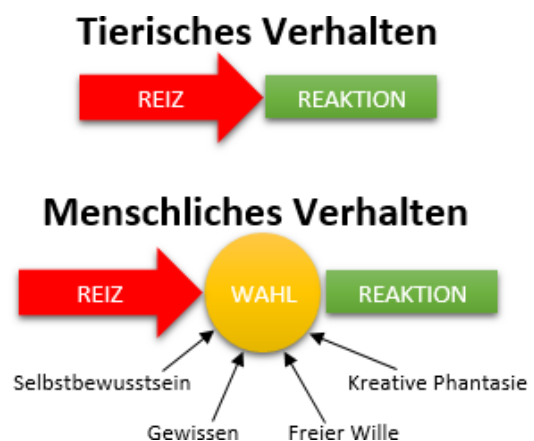 Tierisches Verhalten
REIZ REAKTION
Menschliches Verhalten
REIZ WAHL REAKTION
Selbstbewusstsein Kreative Phantasie
Gewissen Freier Wille